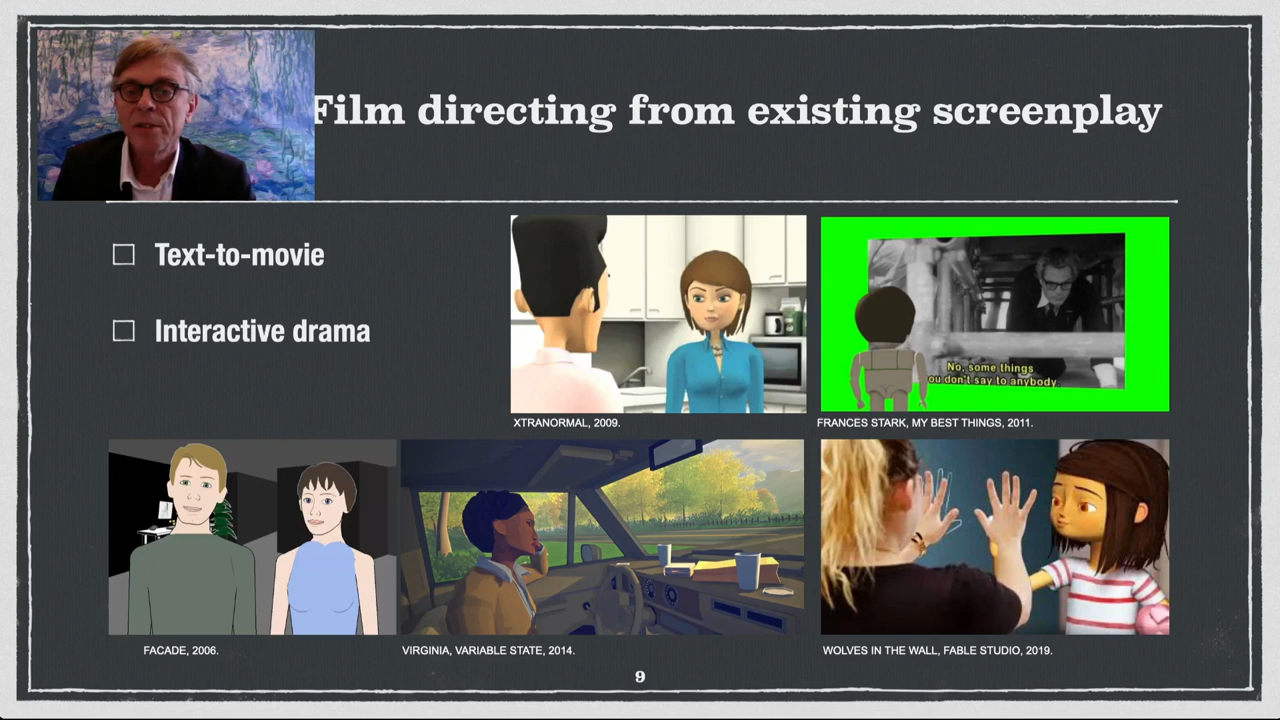 Film directing from existing screenplay
Text-to-movie
Interactive drama
No, some things
ou don't say to anybody.
XTRANORMAL, 2009.
FRANCES STARK, MY BEST THINGS, 2011.
FACADE, 2006.
VIRGINIA, VARIABLE STATE, 2014.
WOLVES IN THE WALL, FABLE STUDIO, 2019.
9